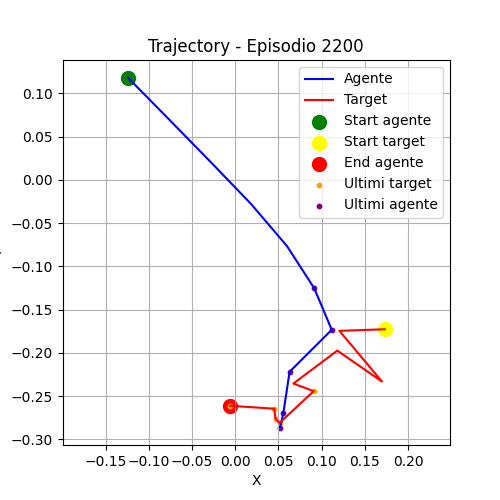 Trajectory - Episodio 2200
Agente
Target
Start agente
Start target
End agente
Ultimi target
Ultimi agente
0.10
0.05
0.00
−0.05
−0.10
−0.15
−0.20
−0.25
−0.30
−0.15 −0.10 −0.05 0.00 0.05 0.10 0.15 0.20
X